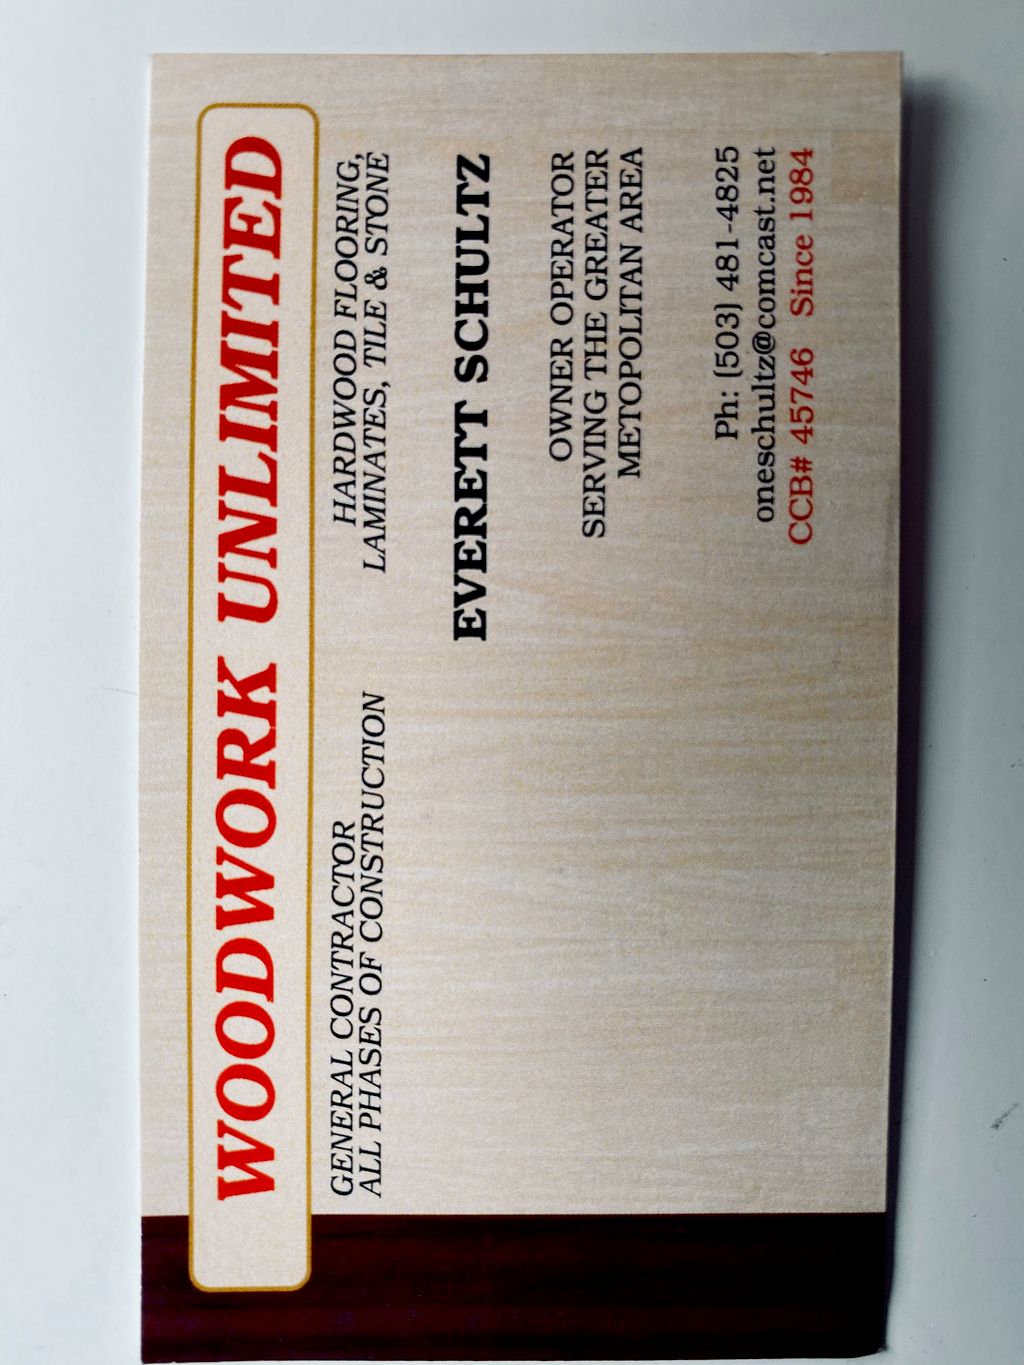 WOODWORK UNLIMITED
GENERAL CONTRACTOR
ALL PHASES OF CONSTRUCTION
HARDWOOD FLOORING,
LAMINATES, TILE & STONE
EVERETT SCHULTZ
OWNER OPERATOR
SERVING THE GREATER
METOPOLITAN AREA
Ph: (503) 481-4825
oneschultz@comcast.net
CCB# 45746 Since 1984